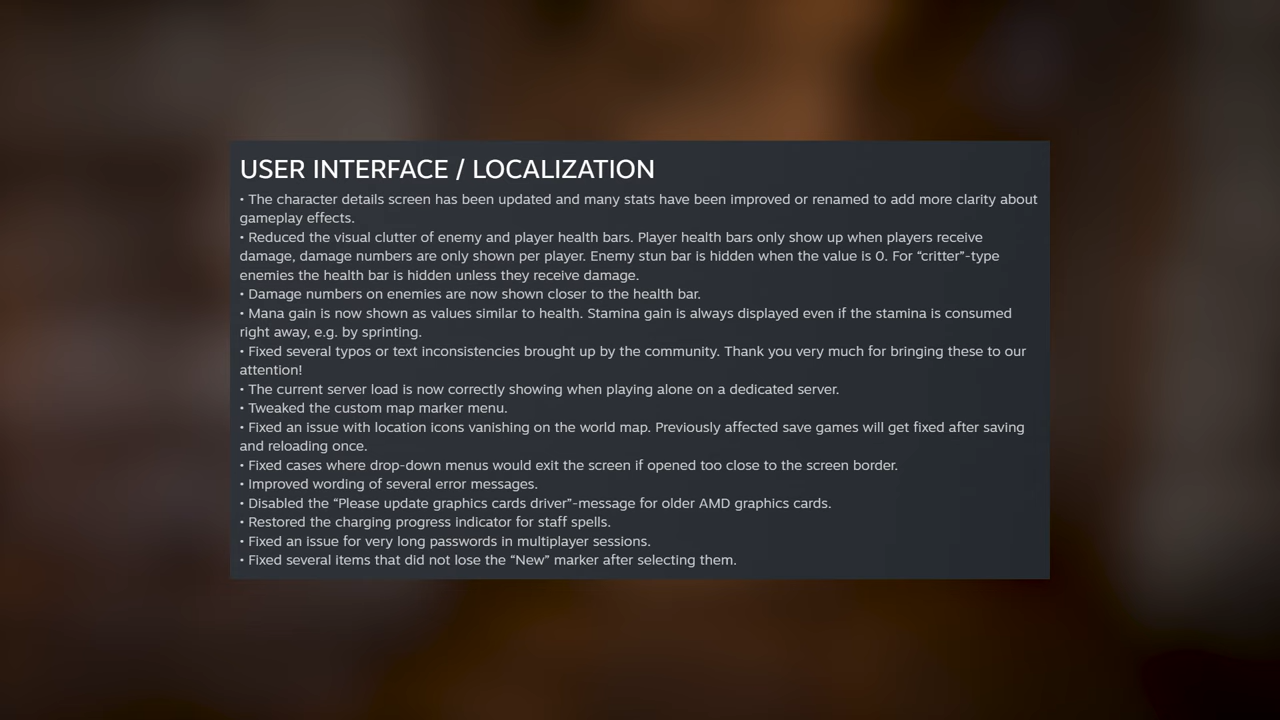 USER INTERFACE / LOCALIZATION
• The character details screen has been updated and many stats have been improved or renamed to add more clarity about
gameplay effects.
• Reduced the visual clutter of enemy and player health bars. Player health bars only show up when players receive
damage, damage numbers are only shown per player. Enemy stun bar is hidden when the value is 0. For “critter”-type
enemies the health bar is hidden unless they receive damage.
• Damage numbers on enemies are now shown closer to the health bar.
• Mana gain is now shown as values similar to health. Stamina gain is always displayed even if the stamina is consumed
right away, e.g. by sprinting.
• Fixed several typos or text inconsistencies brought up by the community. Thank you very much for bringing these to our
attention!
• The current server load is now correctly showing when playing alone on a dedicated server.
• Tweaked the custom map marker menu.
• Fixed an issue with location icons vanishing on the world map. Previously affected save games will get fixed after saving
and reloading once.
• Fixed cases where drop-down menus would exit the screen if opened too close to the screen border.
• Improved wording of several error messages.
• Disabled the “Please update graphics cards driver”-message for older AMD graphics cards.
• Restored the charging progress indicator for staff spells.
• Fixed an issue for very long passwords in multiplayer sessions.
• Fixed several items that did not lose the “New” marker after selecting them.